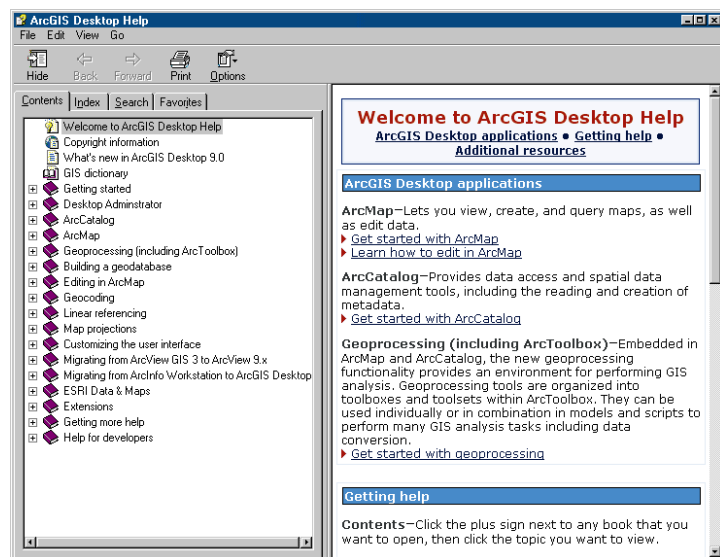 ArcGIS Desktop Help
File Edit View Go
Hide Back Forward Print Options
Contents Index Search Favorites
Welcome to ArcGIS Desktop Help
Copyright information
What's new in ArcGIS Desktop 9.0
GIS dictionary
Getting started
Desktop Adminstrator
ArcCatalog
ArcMap
Geoprocessing (including ArcToolbox)
Building a geodatabase
Editing in ArcMap
Geocoding
Linear referencing
Map projections
Customizing the user interface
Migrating from ArcView GIS 3 to ArcView 9.x
Migrating from ArcInfo Workstation to ArcGIS Desktop
ESRI Data & Maps
Extensions
Getting more help
Help for developers
Welcome to ArcGIS Desktop Help
ArcGIS Desktop applications • Getting help •
Additional resources
ArcGIS Desktop applications
ArcMap—Lets you view, create, and query maps, as well
as edit data.
Get started with ArcMap
Learn how to edit in ArcMap
ArcCatalog—Provides data access and spatial data
management tools, including the reading and creation of
metadata.
Get started with ArcCatalog
Geoprocessing (including ArcToolbox)—Embedded in
ArcMap and ArcCatalog, the new geoprocessing
functionality provides an environment for performing GIS
analysis. Geoprocessing tools are organized into
toolboxes and toolsets within ArcToolbox. They can be
used individually or in combination in models and scripts to
perform many GIS analysis tasks including data
conversion.
Get started with geoprocessing
Getting help
Contents—Click the plus sign next to any book that you
want to open, then click the topic you want to view.